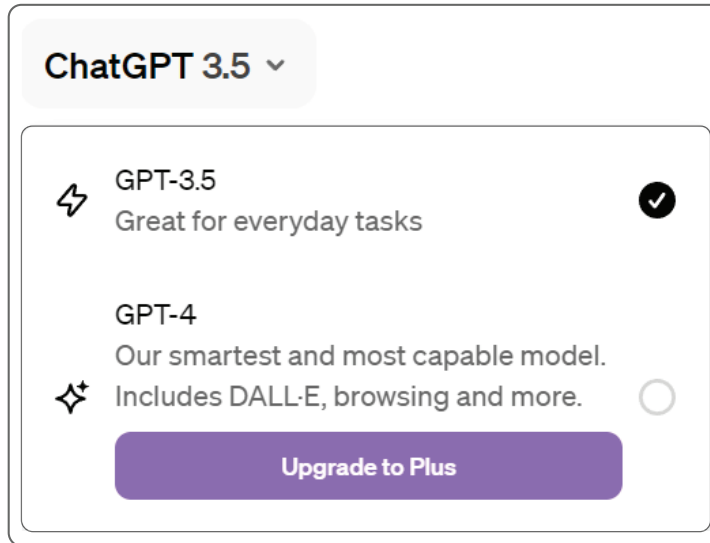 ChatGPT 3.5
GPT-3.5
Great for everyday tasks
GPT-4
Our smartest and most capable model.
Includes DALL·E, browsing and more.
Upgrade to Plus